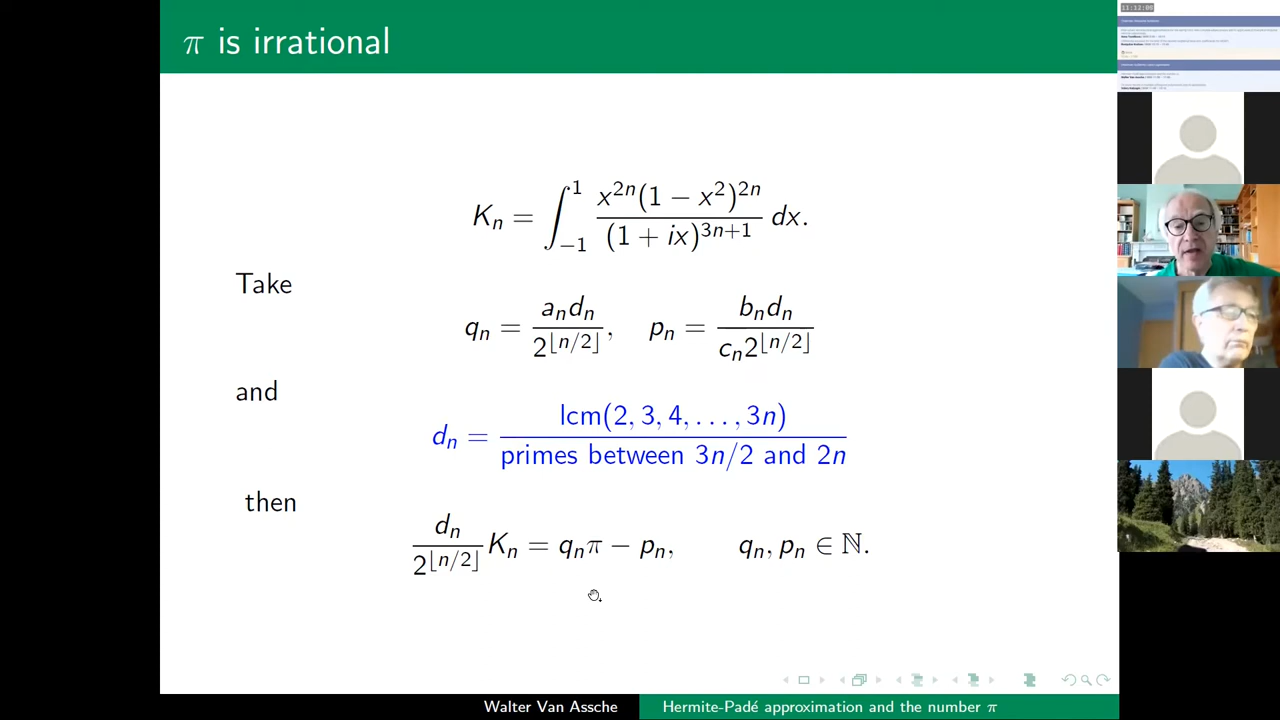 π is irrational
K_n = ∫_{-1}^{1} x^{2n}(1 − x^2)^{2n} / (1 + ix)^{3n+1} dx.
Take
q_n = a_n d_n / 2^{⌊n/2⌋}, p_n = b_n d_n / c_n 2^{⌊n/2⌋}
and
d_n = lcm(2, 3, 4, . . . , 3n) / primes between 3n/2 and 2n
then
d_n / 2^{⌊n/2⌋} K_n = q_n π − p_n, q_n, p_n ∈ ℕ.
Walter Van Assche Hermite-Padé approximation and the number π